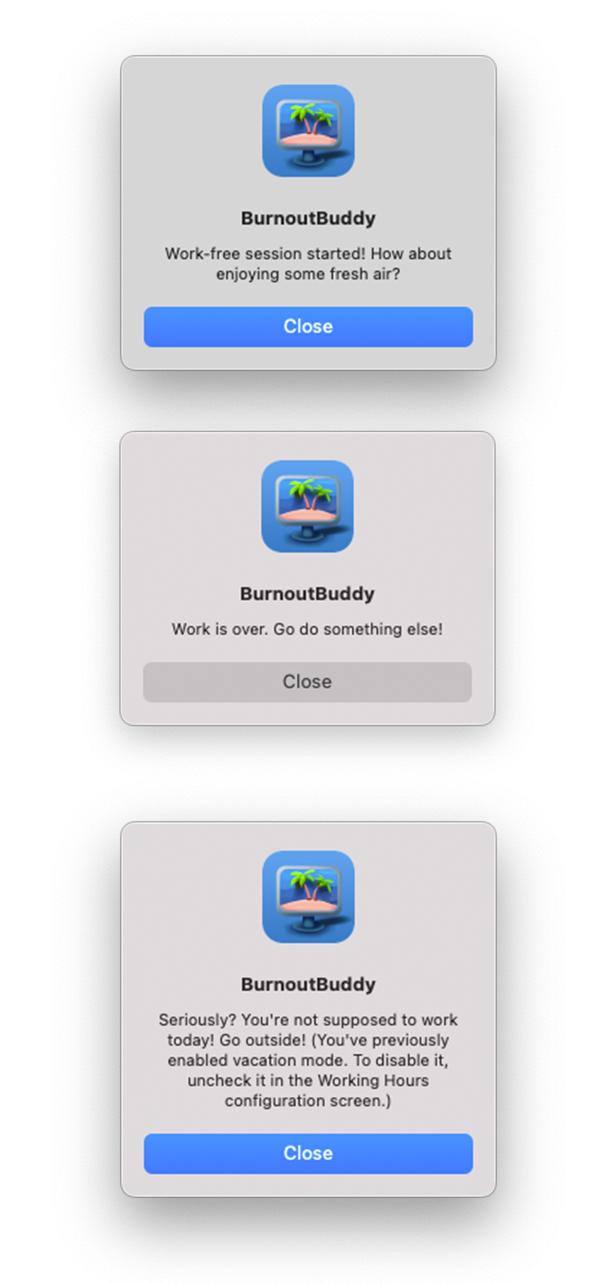 BurnoutBuddy
Work-free session started! How about
enjoying some fresh air?
Close
BurnoutBuddy
Work is over. Go do something else!
Close
BurnoutBuddy
Seriously? You're not supposed to work
today! Go outside! (You've previously
enabled vacation mode. To disable it,
uncheck it in the Working Hours
configuration screen.)
Close